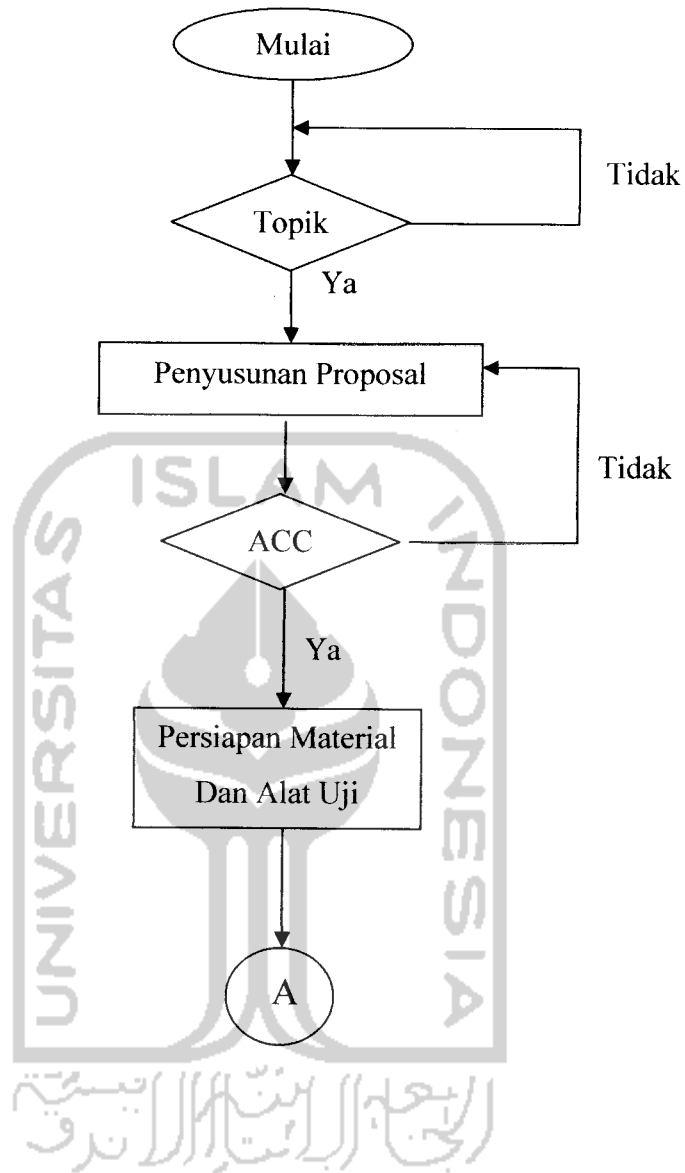 Mulai
Tidak
Topik
Ya
Penyusunan Proposal
Tidak
ACC
Ya
Persiapan Material
Dan Alat Uji
A
UNIVERSITAS
ISLAM
INDONESIA